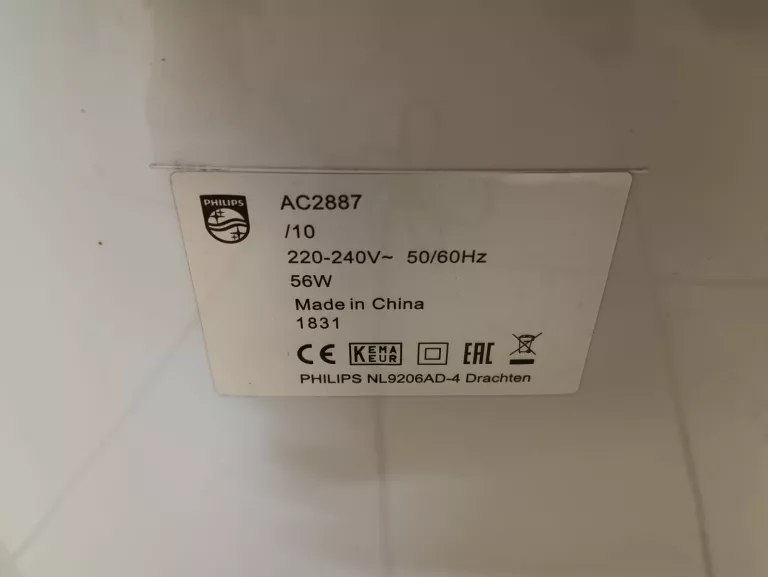 PHILIPS
AC2887
/10
220-240V~ 50/60Hz
56W
Made in China
1831
CE KEMA KEUR EAC
PHILIPS NL9206AD-4 Drachten